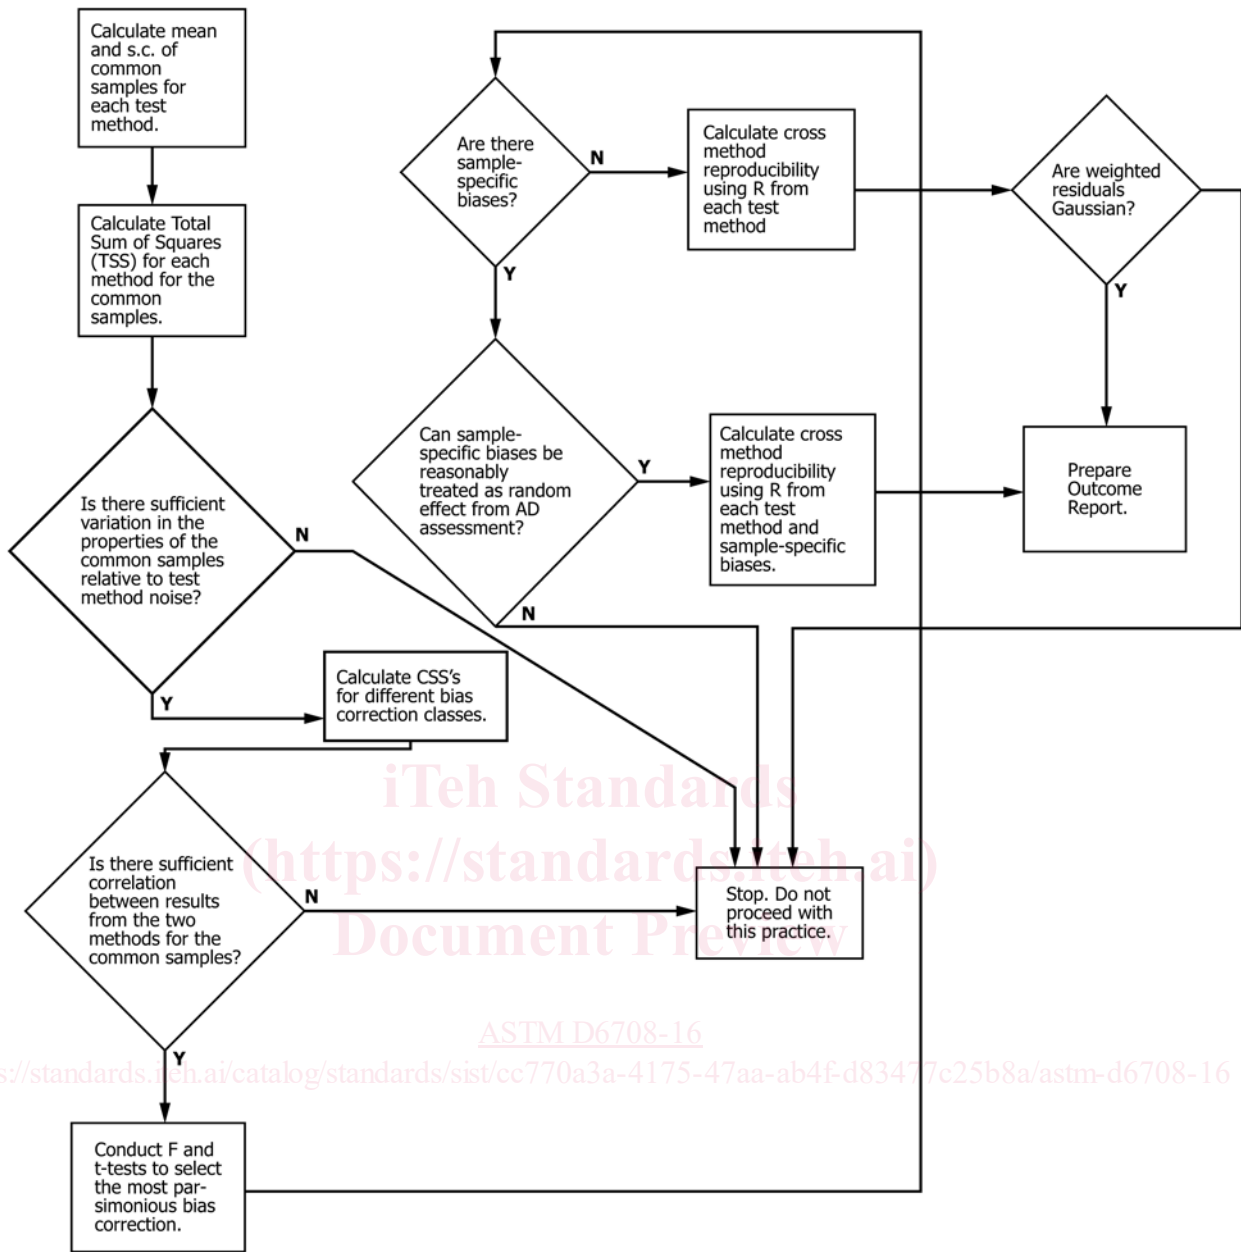 Calculate mean
and s.c. of
common
samples for
each test
method.
Calculate Total
Sum of Squares
(TSS) for each
method for the
common
samples.
Is there sufficient
variation in the
properties of the
common samples
relative to test
method noise?
N
Y
Calculate CSS's
for different bias
correction classes.
Is there sufficient
correlation
between results
from the two
methods for the
common samples?
N
Y
Conduct F and
t-tests to select
the most par-
simonious bias
correction.
Are there
sample-
specific
biases?
N
Y
Calculate cross
method
reproducibility
using R from
each test
method
Can sample-
specific biases be
reasonably
treated as random
effect from AD
assessment?
Y
N
Calculate cross
method
reproducibility
using R from
each test
method and
sample-specific
biases.
Are weighted
residuals
Gaussian?
Y
Prepare
Outcome
Report.
Stop. Do not
proceed with
this practice.
iTeh Standards
(https://standards.iteh.ai)
Document Preview
ASTM D6708-16
s://standards.iteh.ai/catalog/standards/sist/cc770a3a-4175-47aa-ab4f-d83477c25b8a/astm-d6708-16